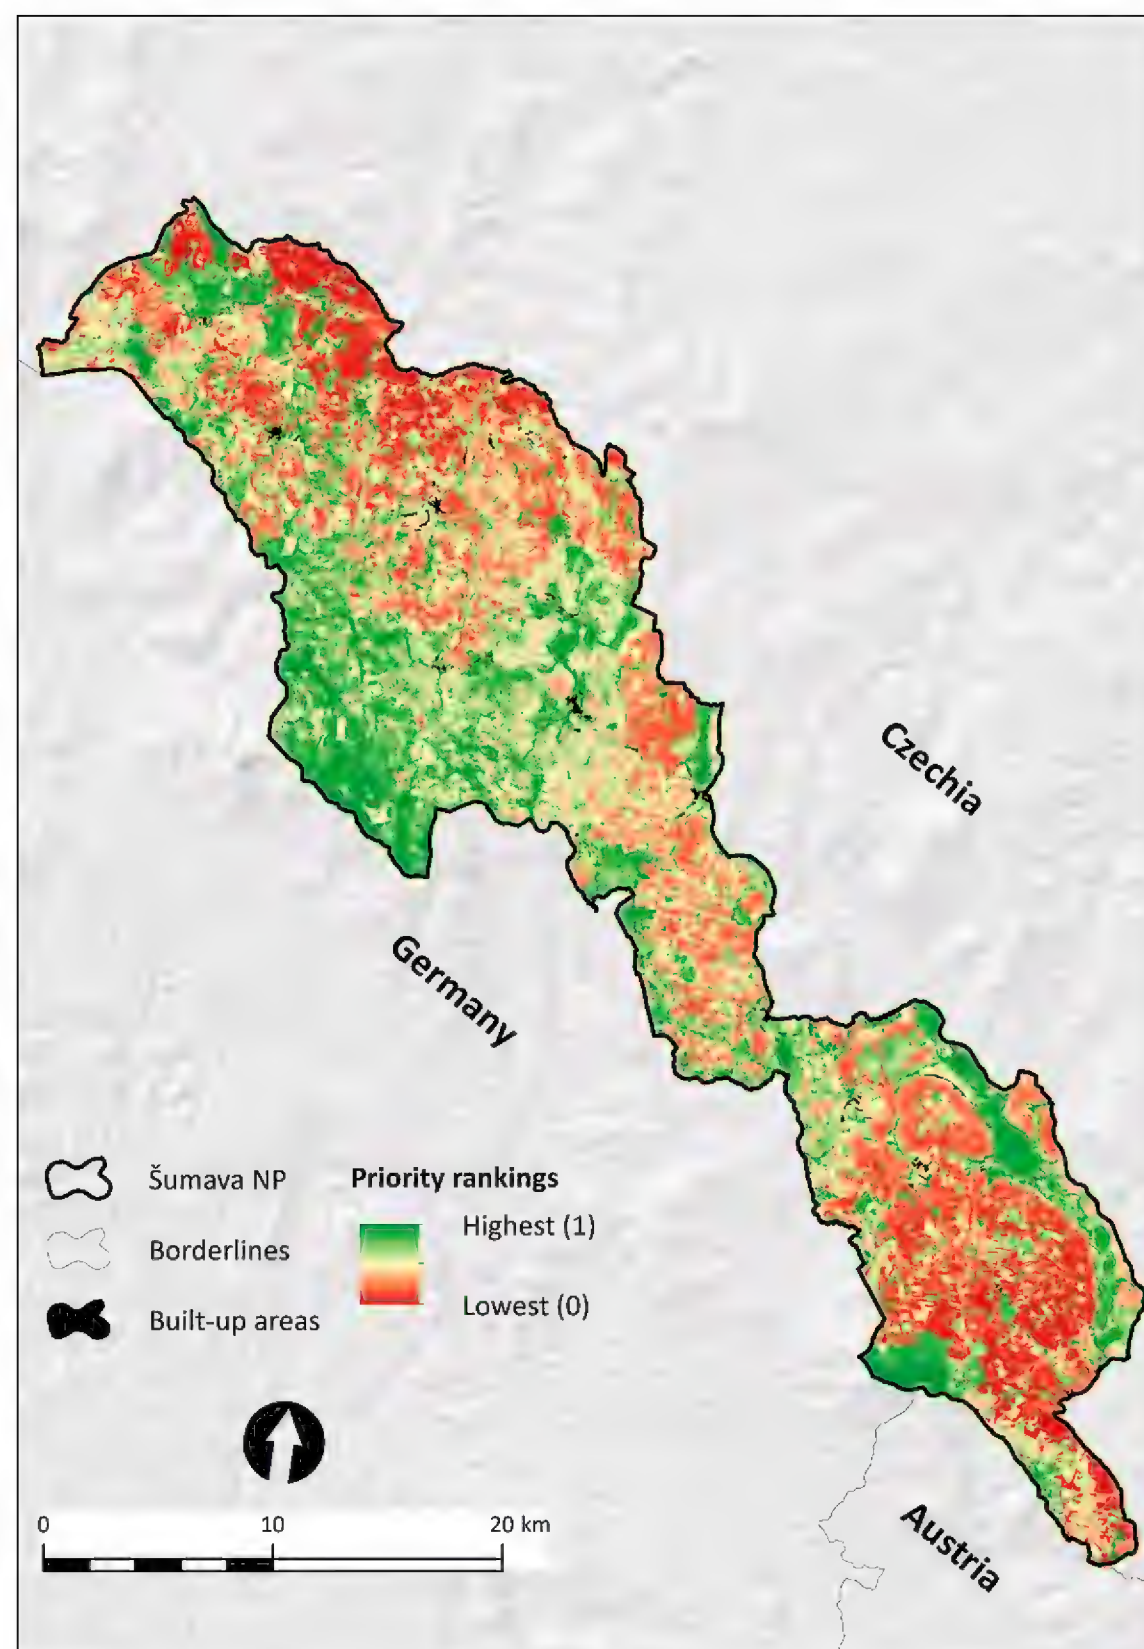 Czechia
Germany
Šumava NP
Borderlines
Built-up areas
Priority rankings
Highest (1)
Lowest (0)
0 10 20 km
Austria